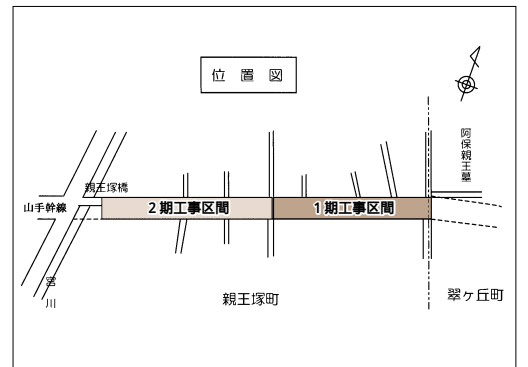 位置図
阿保親王墓
親王塚橋
山手幹線
2期工事区間
1期工事区間
宮川
親王塚町
翠ヶ丘町